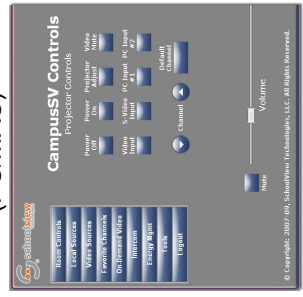 schoolview
CampusSV Controls
Projector Controls
Room Controls
Local Sources
Video Sources
Favorite Channels
On-Demand Video
Intercom
Energy Mgmt
Tools
Logout
Power Off
Power On
Projector Adjust
Video Mute
Video Input
S-Video Input
PC Input #1
PC Input #2
Channel
Default Channel
Mute
Volume
© Copyright 2007-09, SchoolView Technologies, LLC. All Rights Reserved.